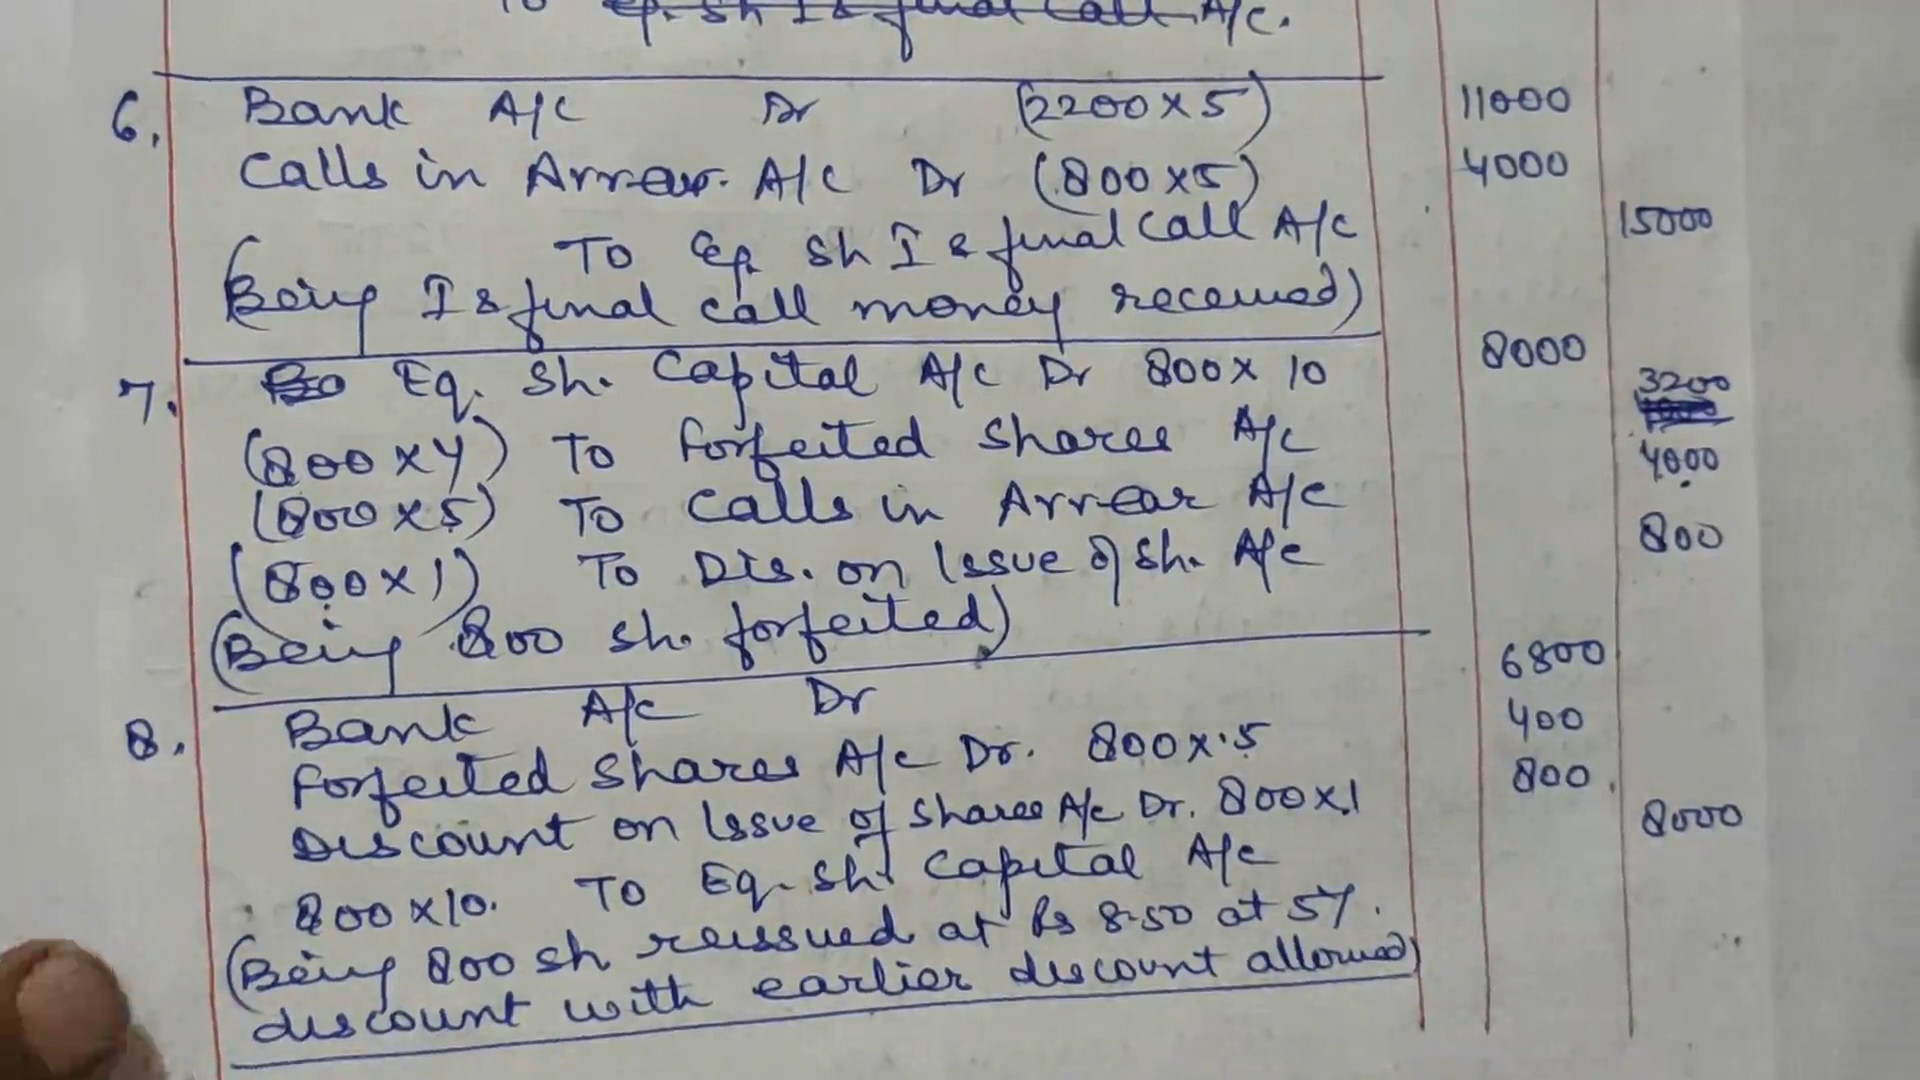 To Eq. Sh I & final Call A/c.
6. Bank A/c Dr (2200 x 5) 11000
Calls in Arrear. A/c Dr (800 x 5) 4000
To Eq. Sh I & final Call A/c 15000
(Being I & final call money received)
7. Eq. Sh. Capital A/c Dr 800 x 10 8000
(800 x 4) To forfeited Shares A/c 3200
(800 x 5) To Calls in Arrear A/c 4000
(800 x 1) To Dis. on Issue of Sh. A/c 800
(Being 800 sh. forfeited)
8. Bank A/c Dr 6800
forfeited Shares A/c Dr. 800 x .5 400
Discount on Issue of Shares A/c Dr. 800 x 1 800
800 x 10. To Eq. Sh. Capital A/c 8000
(Being 800 sh reissued at Rs 8.50 at 5%.
discount with earlier discount allowed)